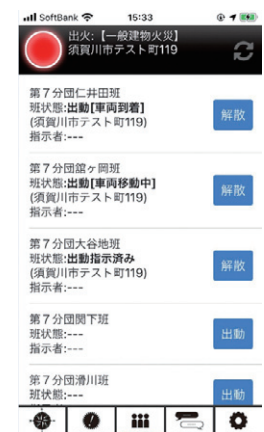 SoftBank 15:33
出火:【一般建物火災】
須賀川市テスト町119
第７分団仁井田班
班状態:出動[車両到着]
(須賀川市テスト町119)
指示者:---
解散
第７分団舘ヶ岡班
班状態:出動[車両移動中]
(須賀川市テスト町119)
指示者:---
解散
第７分団大谷地班
班状態:出動指示済み
(須賀川市テスト町119)
指示者:---
解散
第７分団関下班
班状態:---
指示者:---
出動
第７分団滑川班
班状態:---
出動